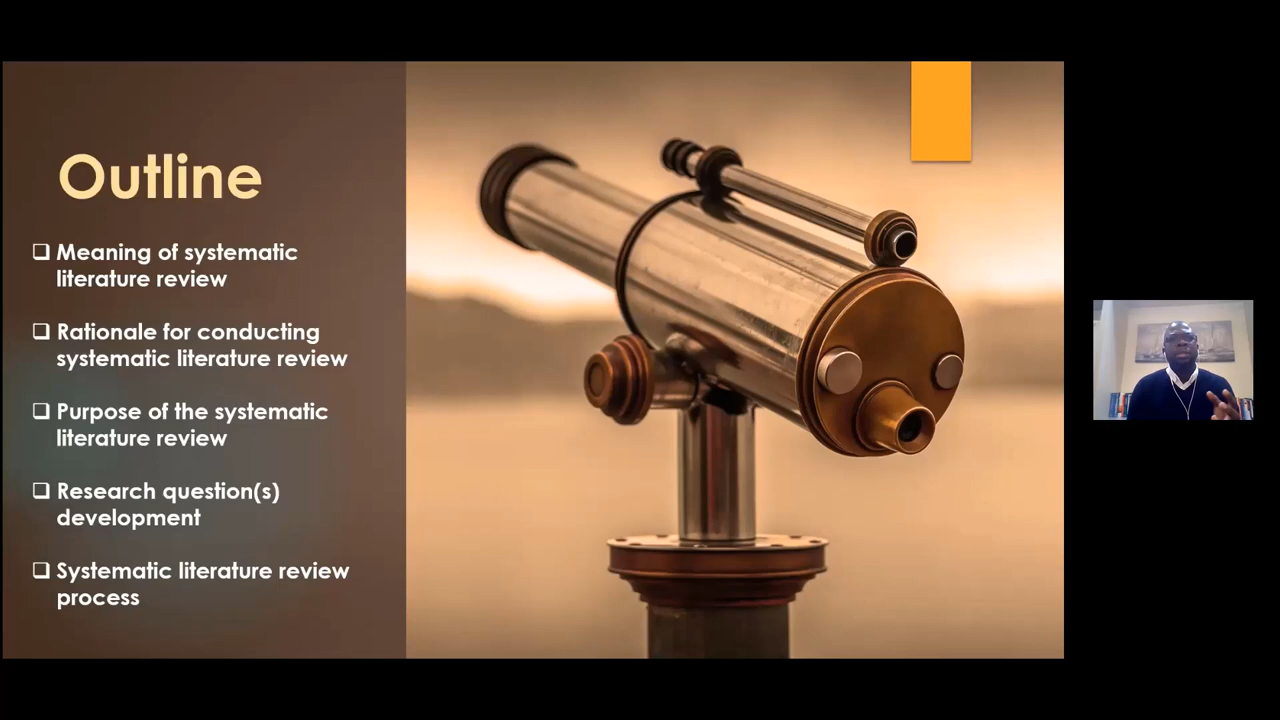 Outline
❑ Meaning of systematic
literature review
❑ Rationale for conducting
systematic literature review
❑ Purpose of the systematic
literature review
❑ Research question(s)
development
❑ Systematic literature review
process